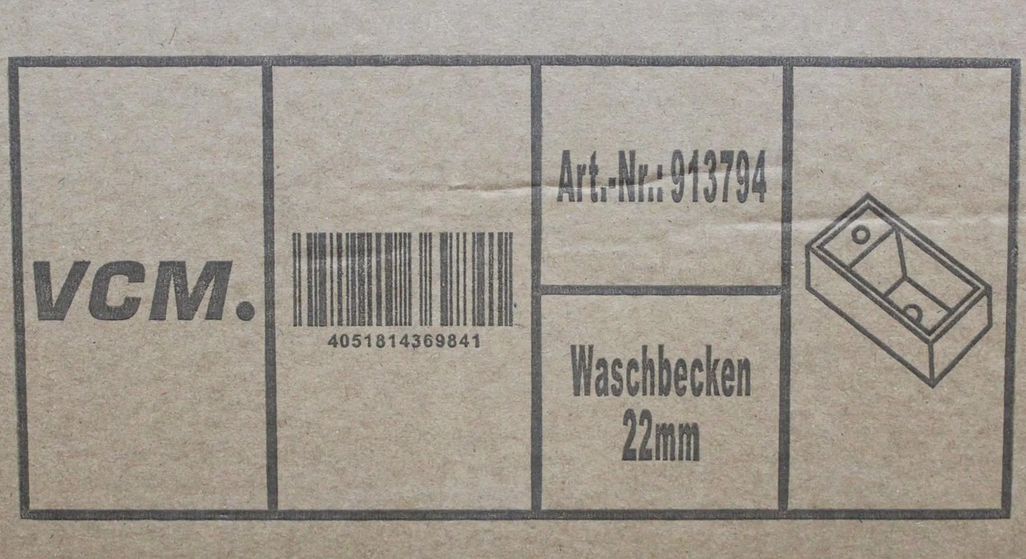 VCM.
4051814369841
Art.-Nr.: 913794
Waschbecken
22mm